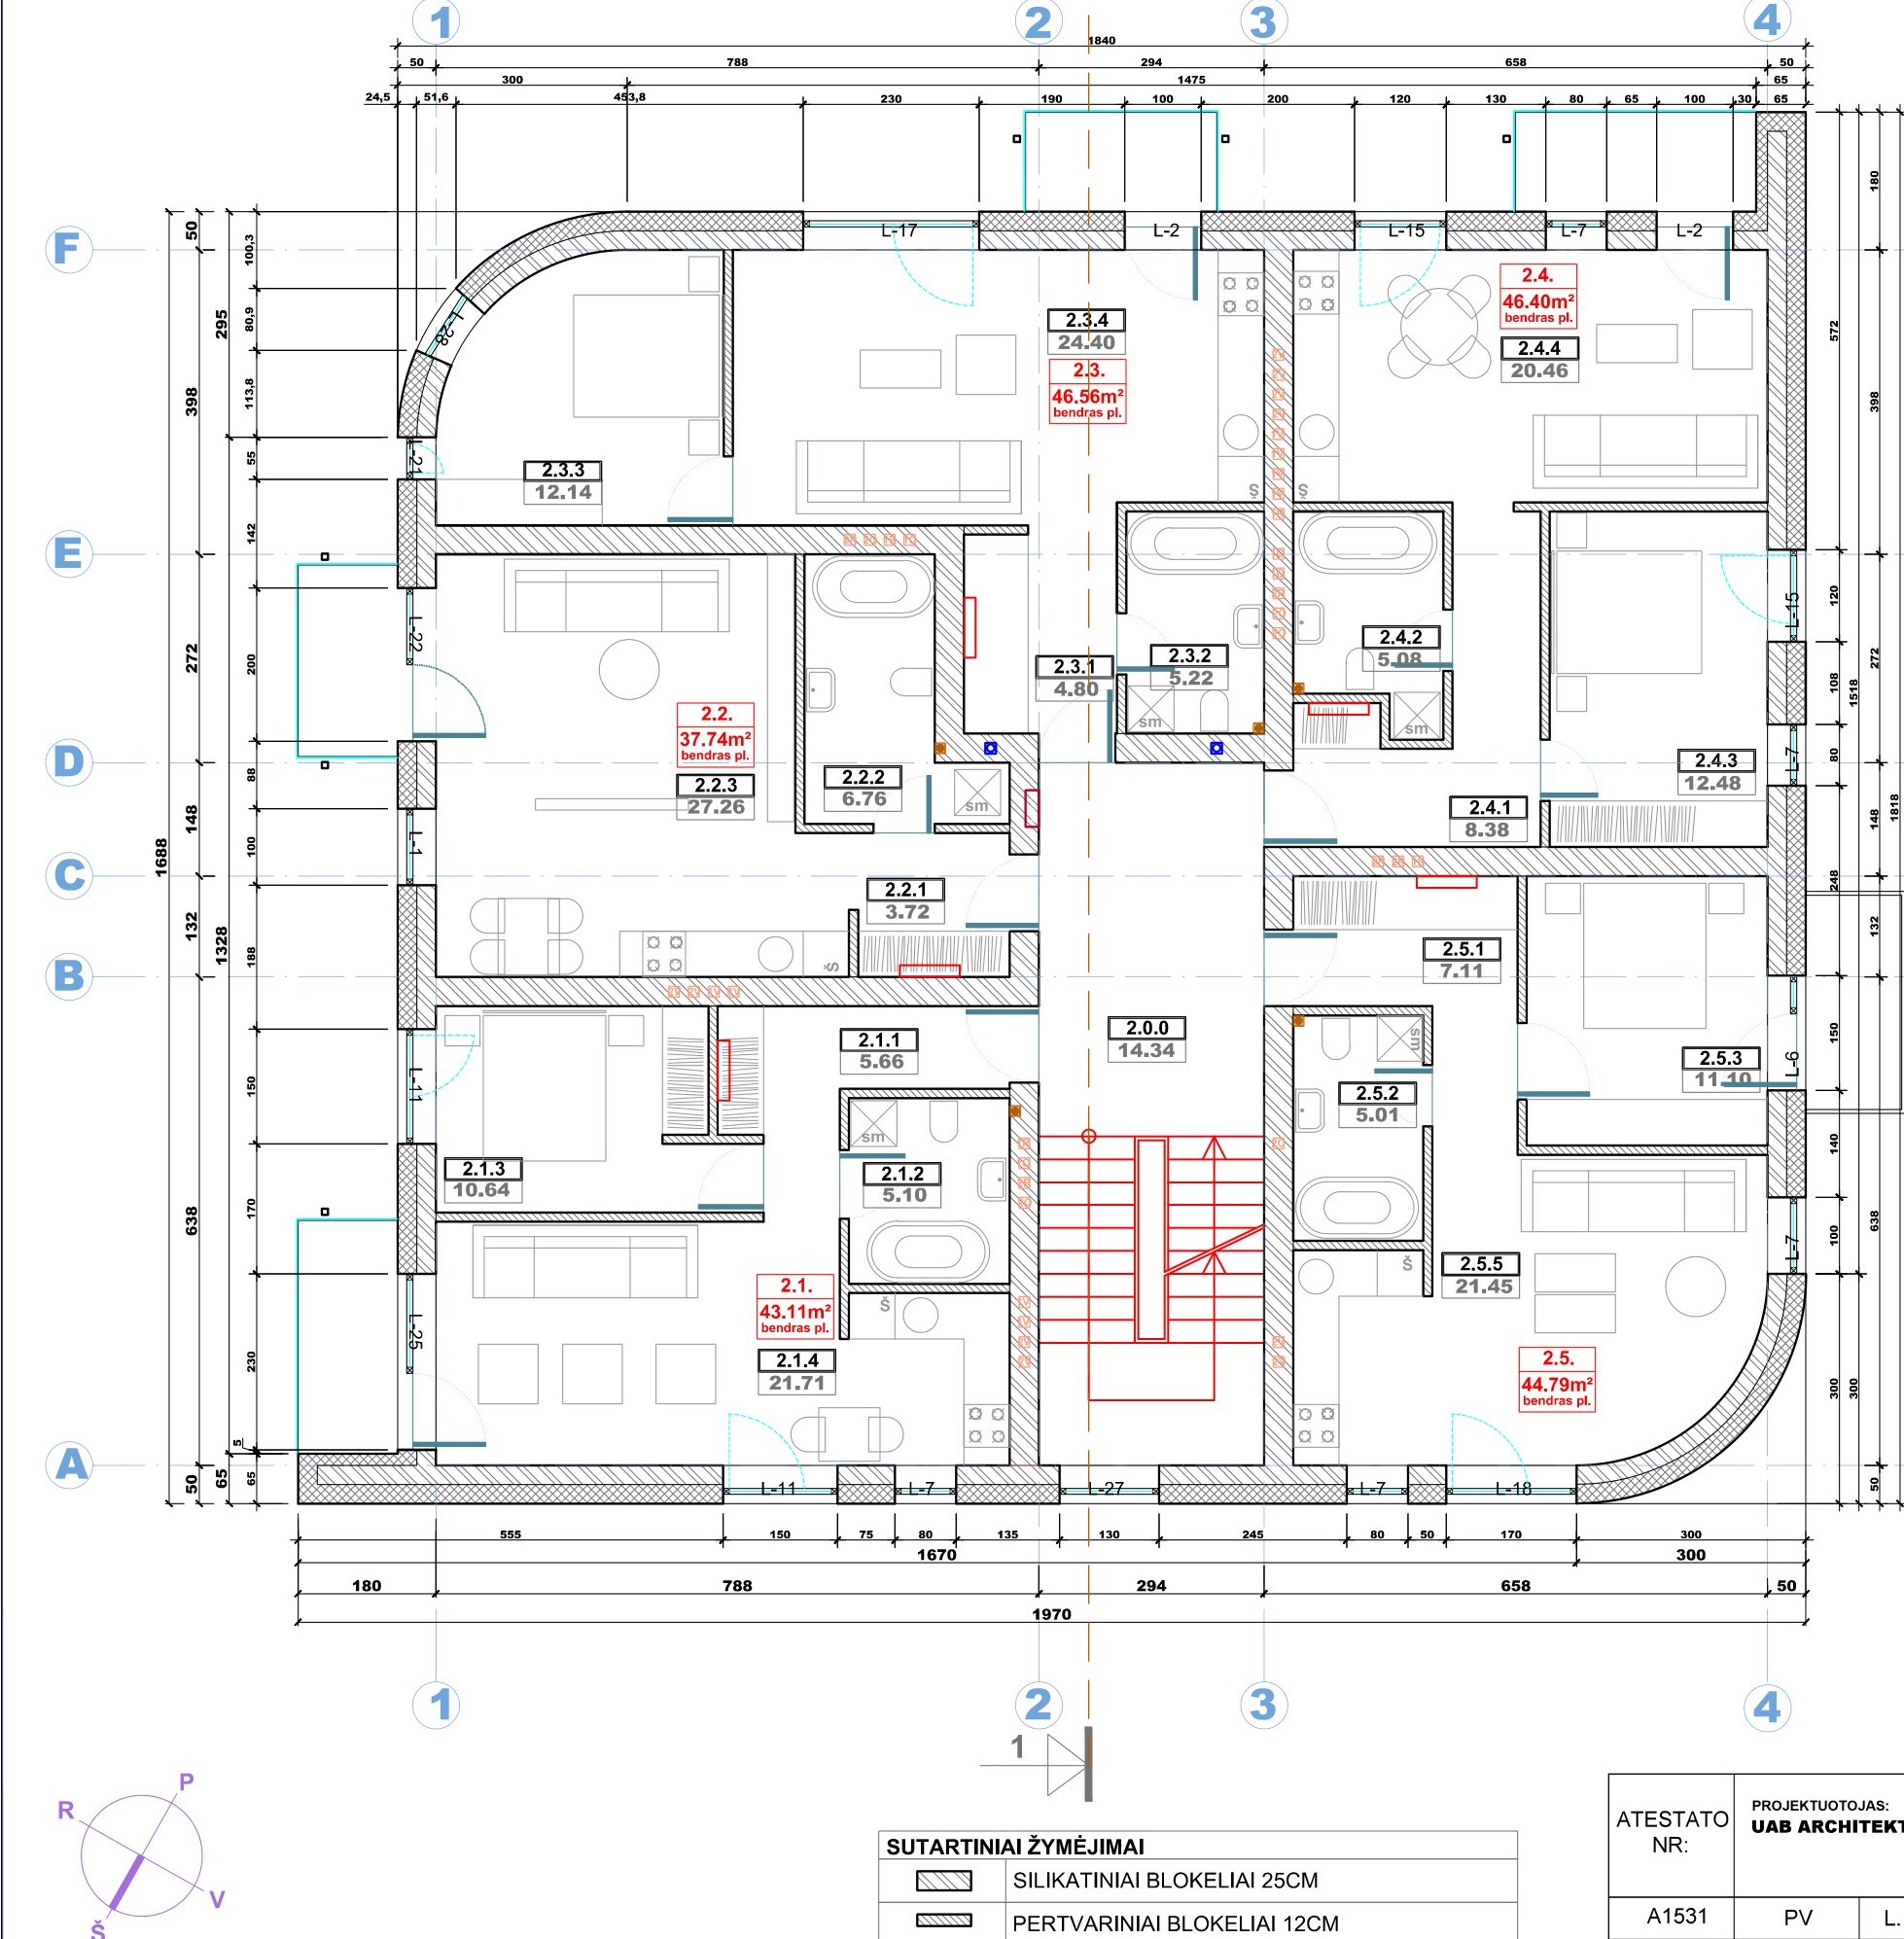 1 2 3 4
1840
50 788 294 658 50
300 1475 65
24,5 51,6 453,8 230 190 100 200 120 130 80 65 100 30 65
F
E
D
C
B
A
50
398
272
148
132
638
50
1688
295
1328
65
100,3
80,9
113,8
55
142
200
88
100
188
150
170
230
5
65
180
572
120
108
80
248
150
140
100
300
1518
300
398
272
148
132
638
50
1818
L-17
L-2
L-15
L-7
L-2
L-28
L-21
2.3.4
24.40
2.3.
46.56m²
bendras pl.
2.4.
46.40m²
bendras pl.
2.4.4
20.46
2.3.3
12.14
Š
Š
L-22
L-15
2.3.1
4.80
2.3.2
5.22
sm
2.4.2
5.08
sm
2.2.
37.74m²
bendras pl.
2.2.3
27.26
2.2.2
6.76
sm
2.4.3
12.48
L-7
2.4.1
8.38
L-1
2.2.1
3.72
Š
2.5.1
7.11
2.1.1
5.66
2.0.0
14.34
sm
2.5.3
11.10
L-6
L-11
2.5.2
5.01
sm
2.1.3
10.64
2.1.2
5.10
L-7
2.1.
43.11m²
bendras pl.
Š
Š
2.5.5
21.45
L-25
2.1.4
21.71
2.5.
44.79m²
bendras pl.
L-11
L-7
L-27
L-7
L-18
555 150 75 80 135 130 245 80 50 170 300
1670 300
180 788 294 658 50
1970
1 2 3 4
1
P
R
V
Š
SUTARTINIAI ŽYMĖJIMAI
SILIKATINIAI BLOKELIAI 25CM
PERTVARINIAI BLOKELIAI 12CM
ATESTATO
NR:
PROJEKTUOTOJAS:
UAB ARCHITEKT
A1531 PV L.